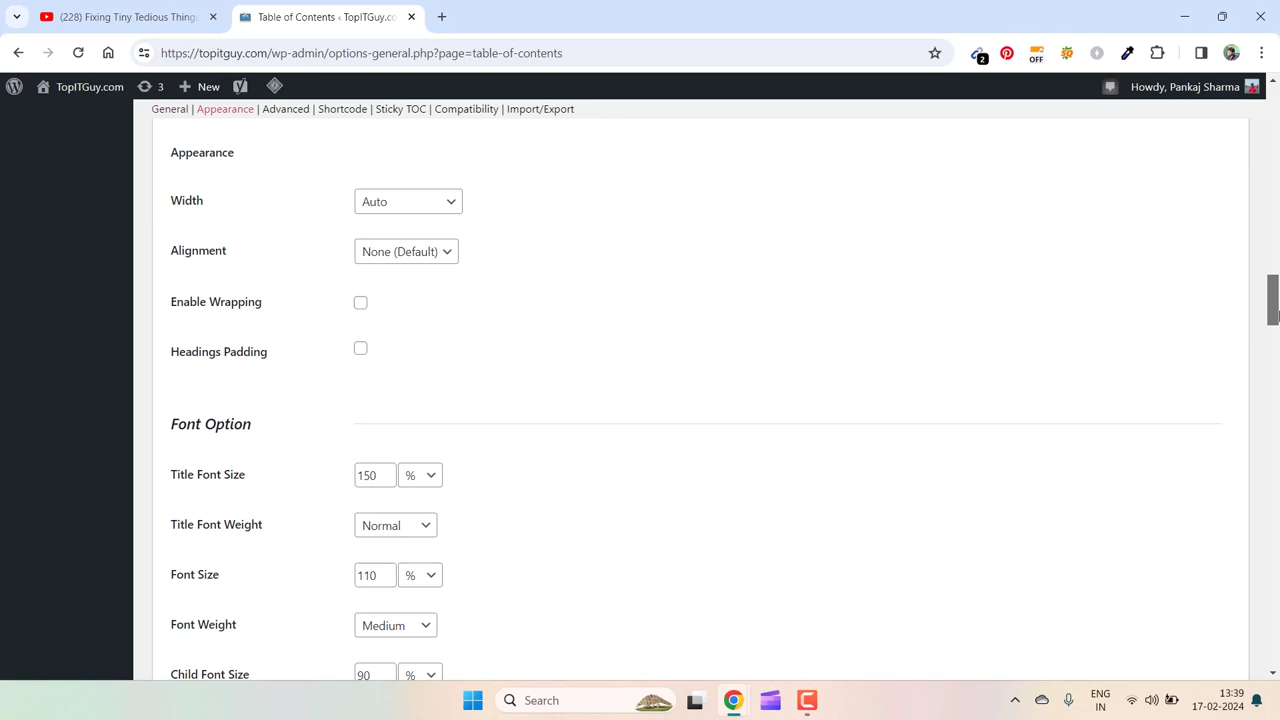 (228) Fixing Tiny Tedious Things
Table of Contents ‹ TopITGuy.co
https://topitguy.com/wp-admin/options-general.php?page=table-of-contents
2
OFF
TopITGuy.com
3
New
Howdy, Pankaj Sharma
General | Appearance | Advanced | Shortcode | Sticky TOC | Compatibility | Import/Export
Appearance
Width
Auto
Alignment
None (Default)
Enable Wrapping
Headings Padding
Font Option
Title Font Size
150 %
Title Font Weight
Normal
Font Size
110 %
Font Weight
Medium
Child Font Size
90 %
Search
ENG
IN
13:39
17-02-2024